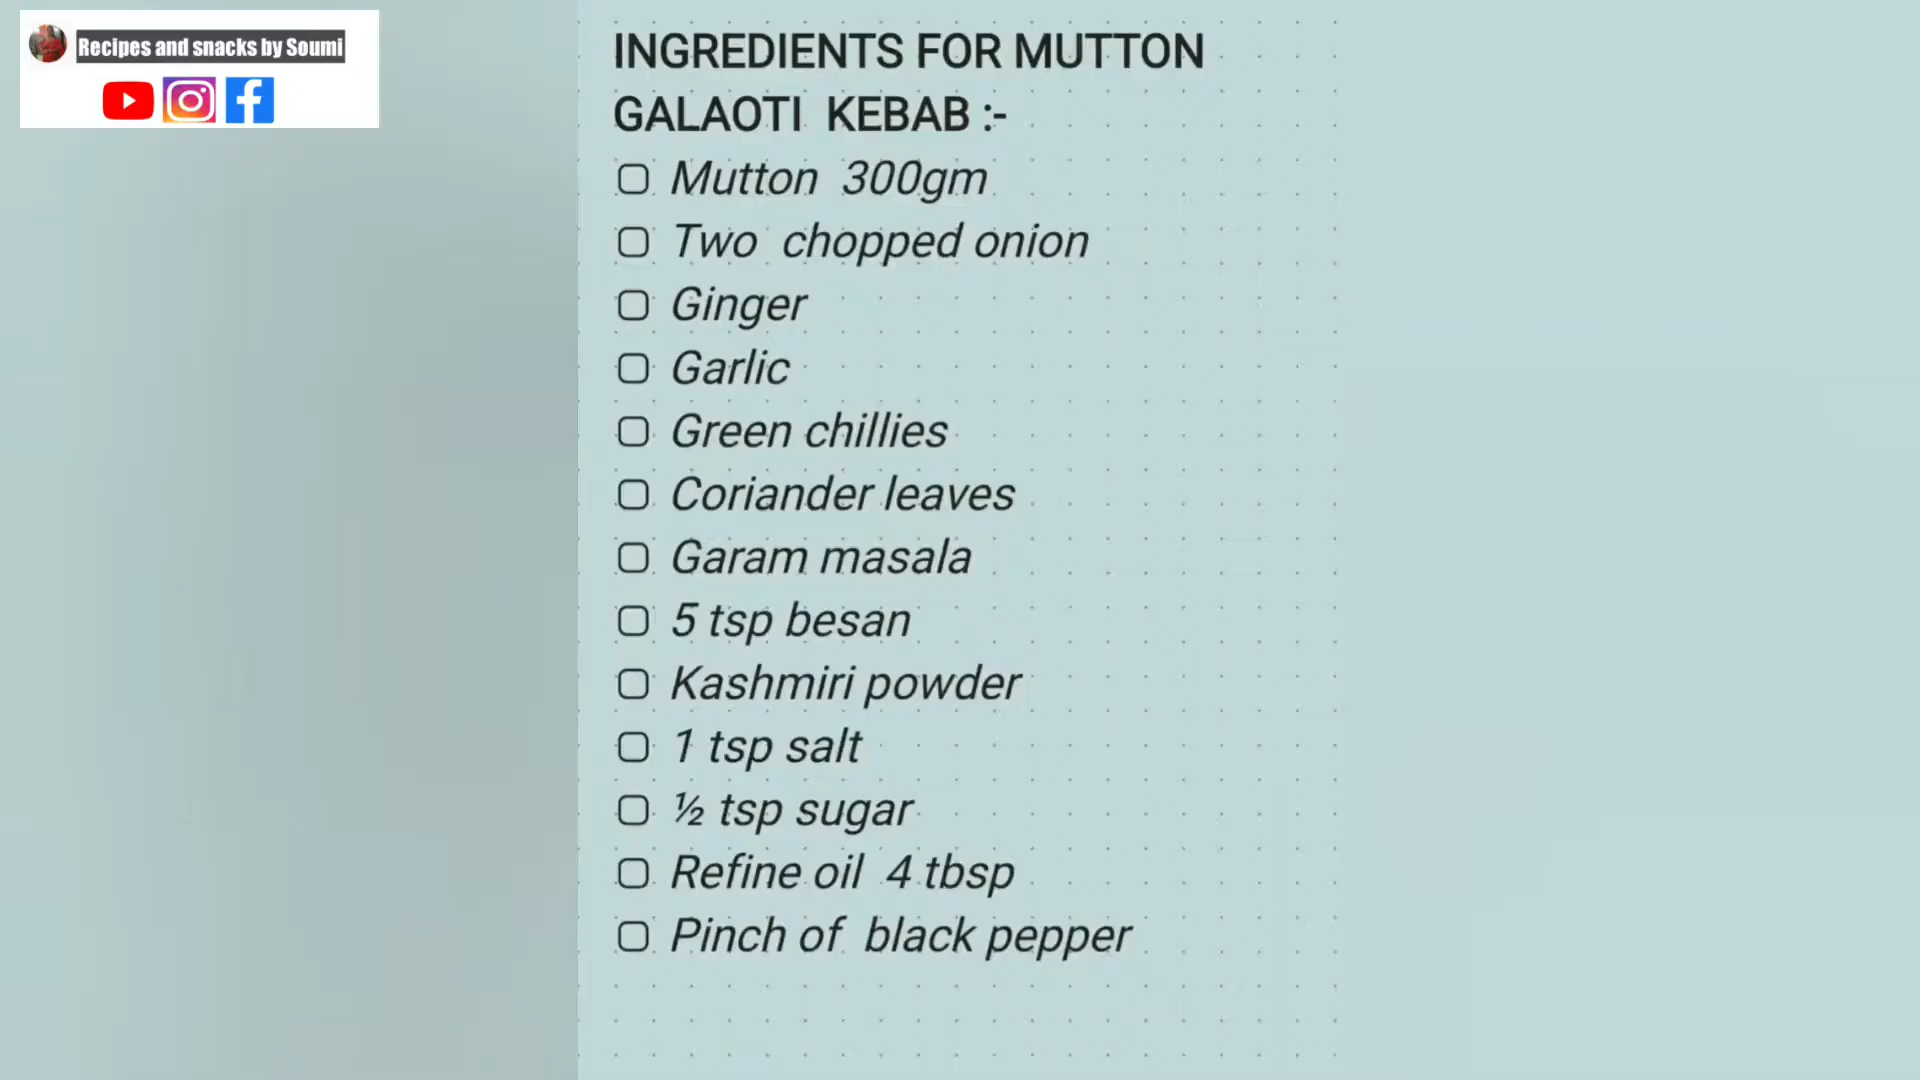 Recipes and snacks by Soumi
INGREDIENTS FOR MUTTON
GALAOTI KEBAB :-
Mutton 300gm
Two chopped onion
Ginger
Garlic
Green chillies
Coriander leaves
Garam masala
5 tsp besan
Kashmiri powder
1 tsp salt
½ tsp sugar
Refine oil 4 tbsp
Pinch of black pepper